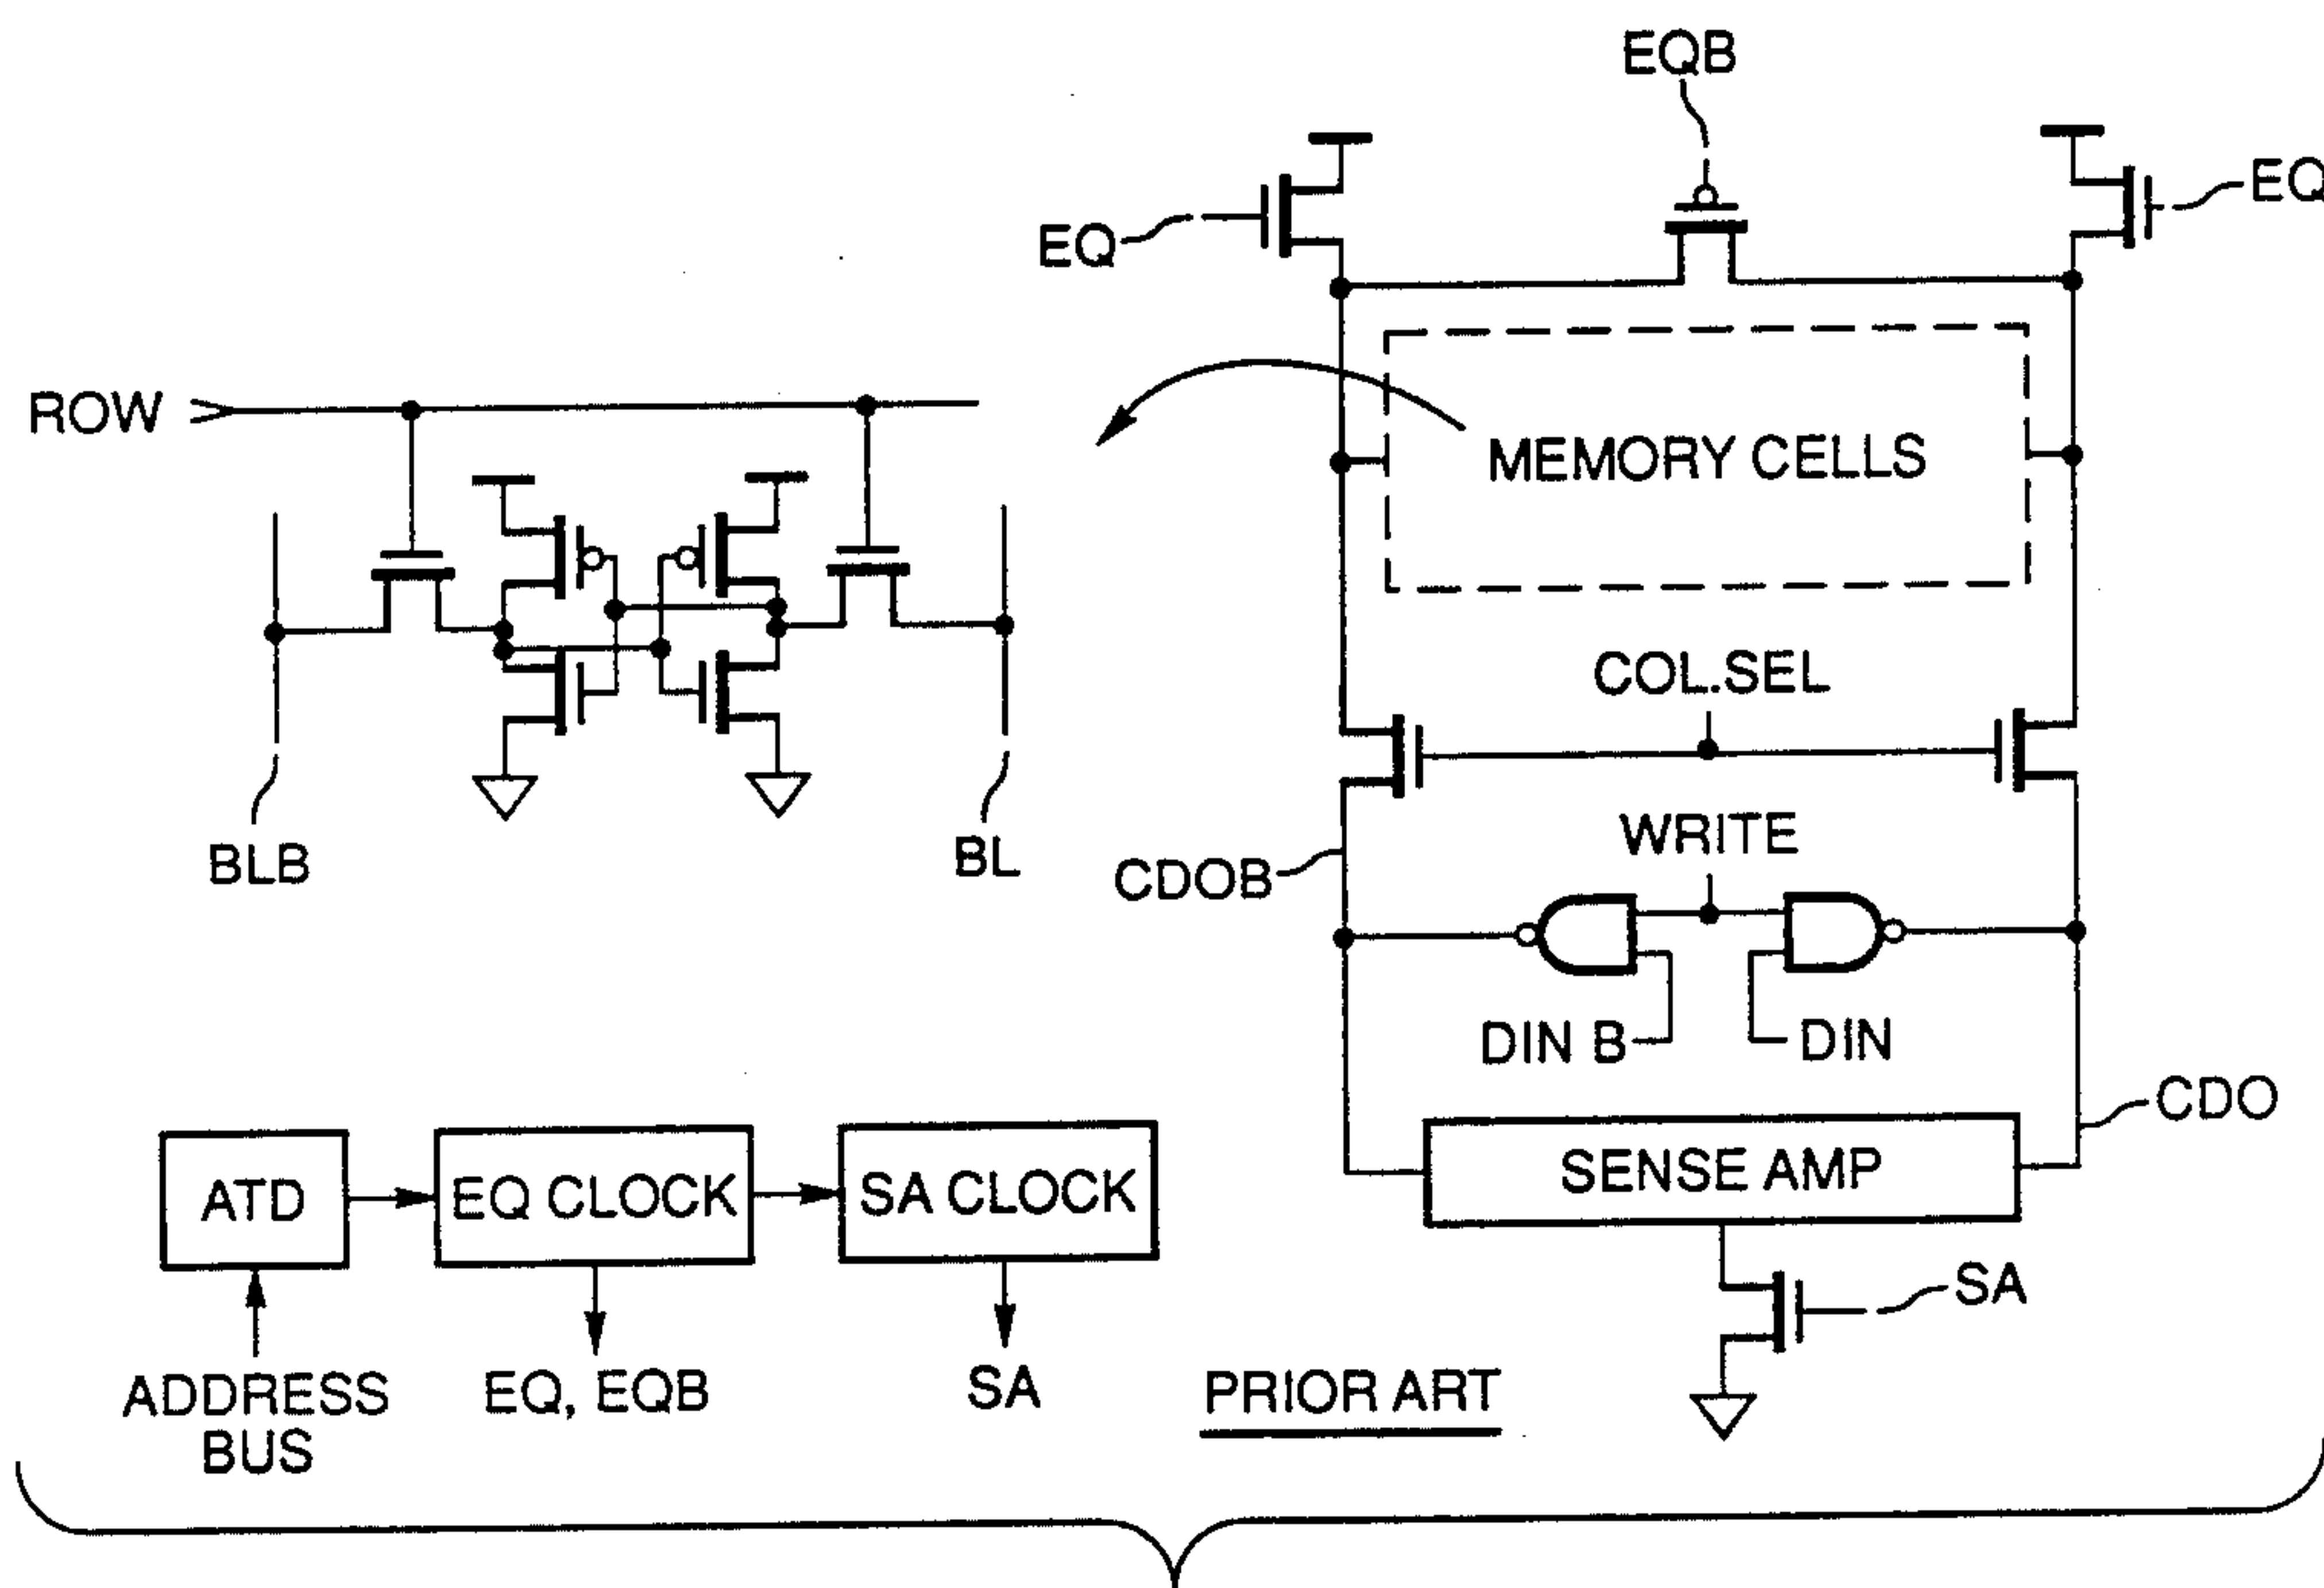 EQB
EQ
EQ
ROW
MEMORY CELLS
COL.SEL
WRITE
BLB
BL
CDOB
DIN B
DIN
CDO
ATD
EQ CLOCK
SA CLOCK
SENSE AMP
SA
ADDRESS
BUS
EQ, EQB
SA
PRIOR ART